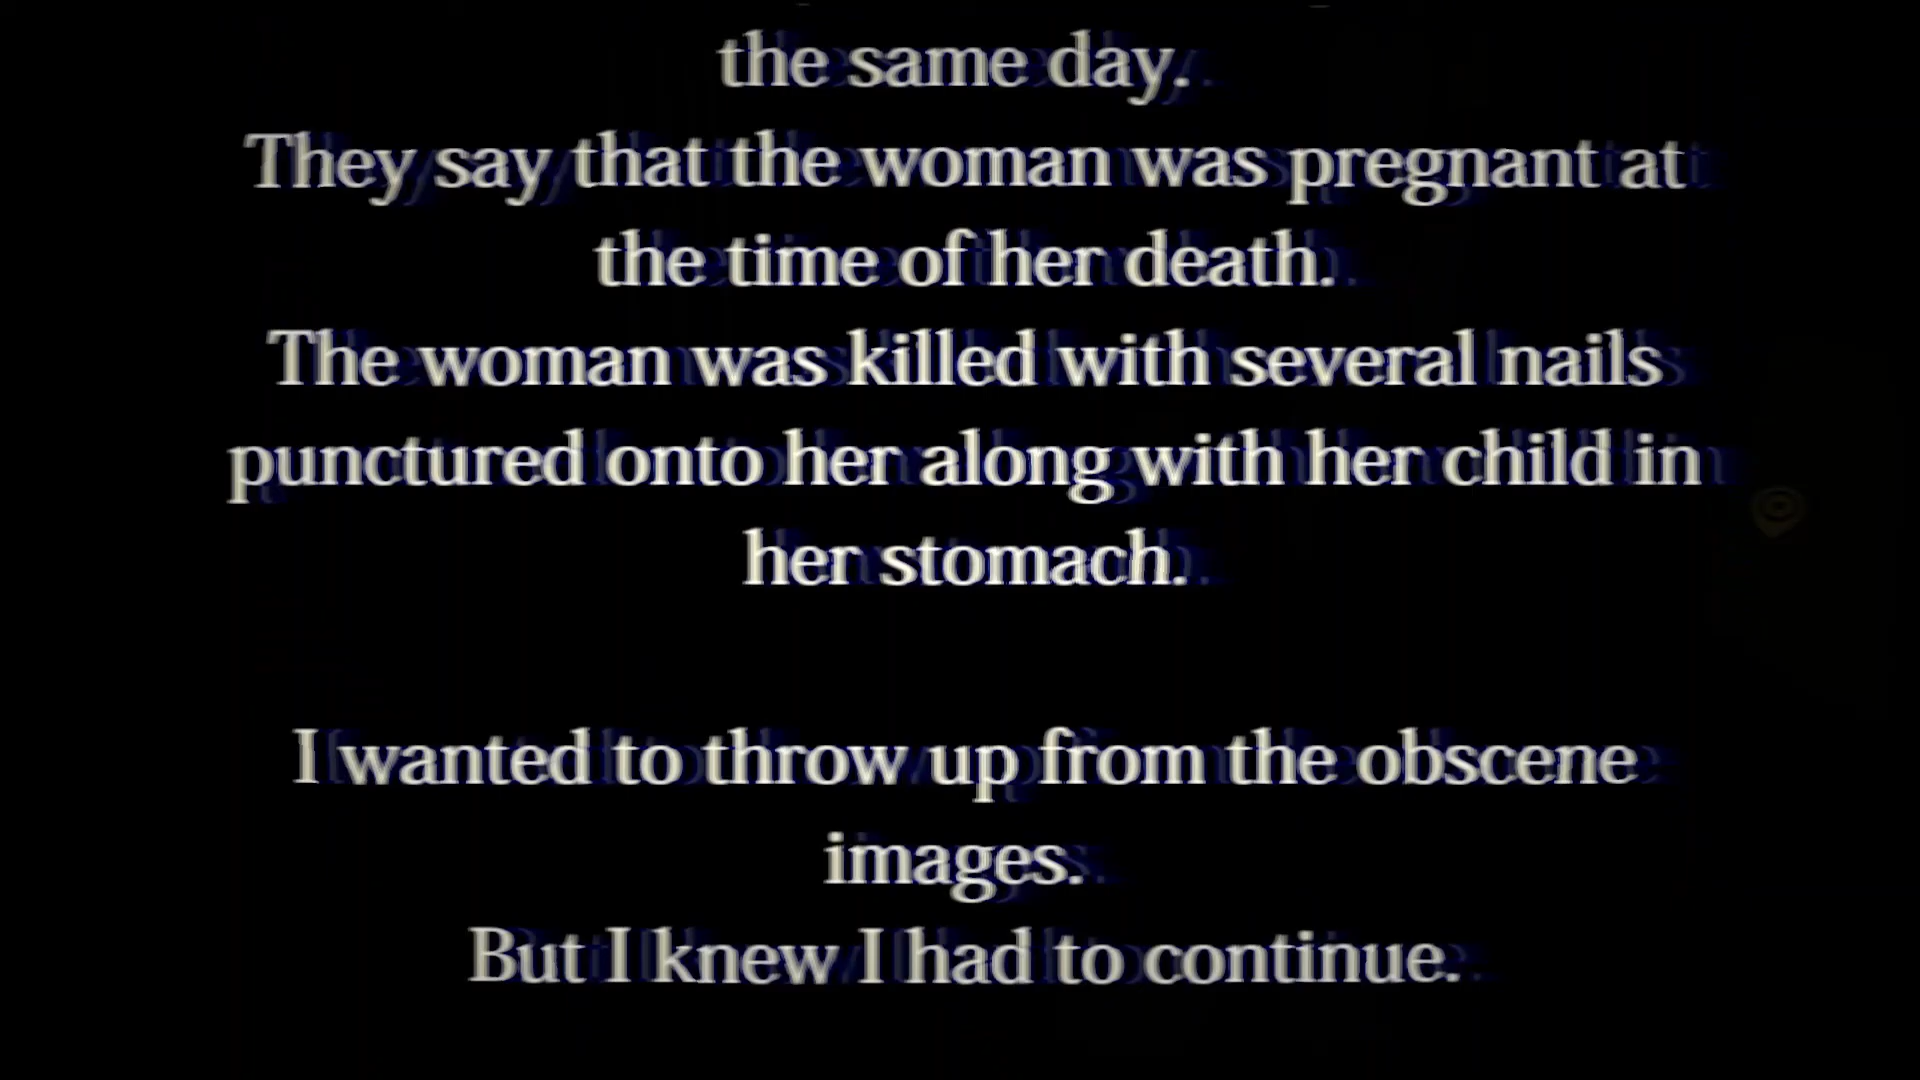 the same day.
They say that the woman was pregnant at
the time of her death.
The woman was killed with several nails
punctured onto her along with her child in
her stomach.
I wanted to throw up from the obscene
images.
But I knew I had to continue.